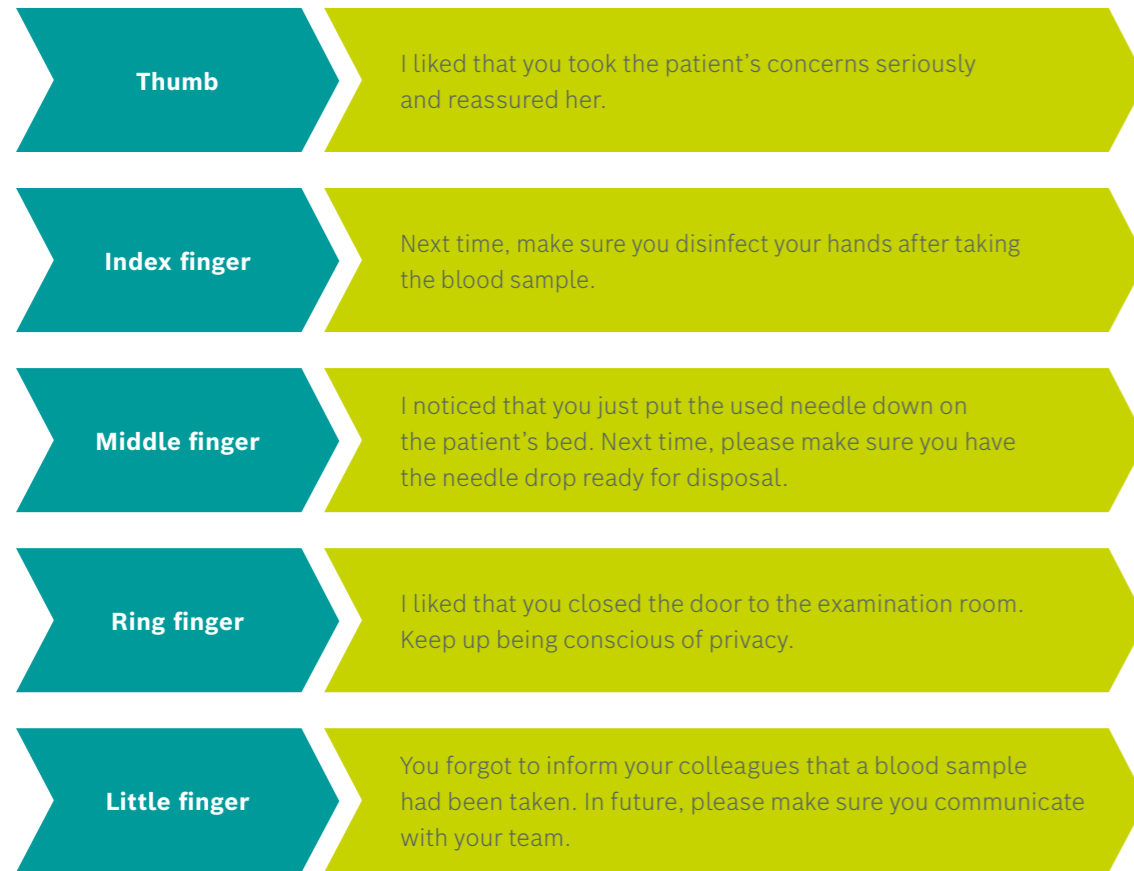 Thumb
I liked that you took the patient’s concerns seriously
and reassured her.
Index finger
Next time, make sure you disinfect your hands after taking
the blood sample.
Middle finger
I noticed that you just put the used needle down on
the patient’s bed. Next time, please make sure you have
the needle drop ready for disposal.
Ring finger
I liked that you closed the door to the examination room.
Keep up being conscious of privacy.
Little finger
You forgot to inform your colleagues that a blood sample
had been taken. In future, please make sure you communicate
with your team.